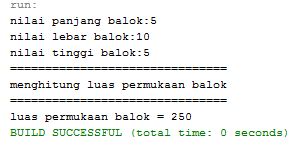 run:
nilai panjang balok:5
nilai lebar balok:10
nilai tinggi balok:5
===============================
menghitung luas permukaan balok
===============================
luas permukaan balok = 250
BUILD SUCCESSFUL (total time: 0 seconds)